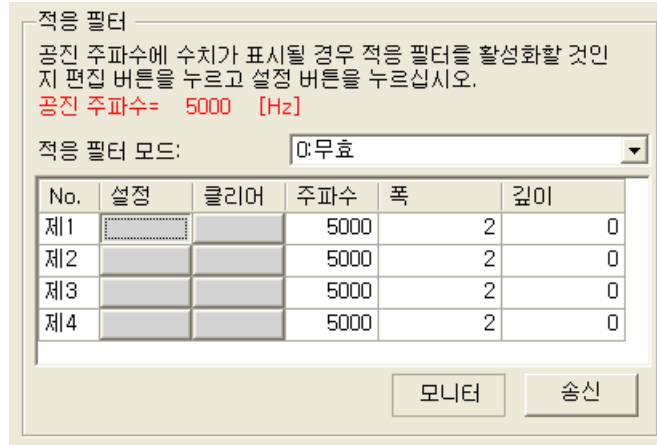 적응 필터
공진 주파수에 수치가 표시될 경우 적응 필터를 활성화할 것인
지 편집 버튼을 누르고 설정 버튼을 누르십시오.
공진 주파수= 5000 [Hz]
적응 필터 모드: 0:무효
No. 설정 클리어 주파수 폭 깊이
제1 5000 2 0
제2 5000 2 0
제3 5000 2 0
제4 5000 2 0
모니터 송신